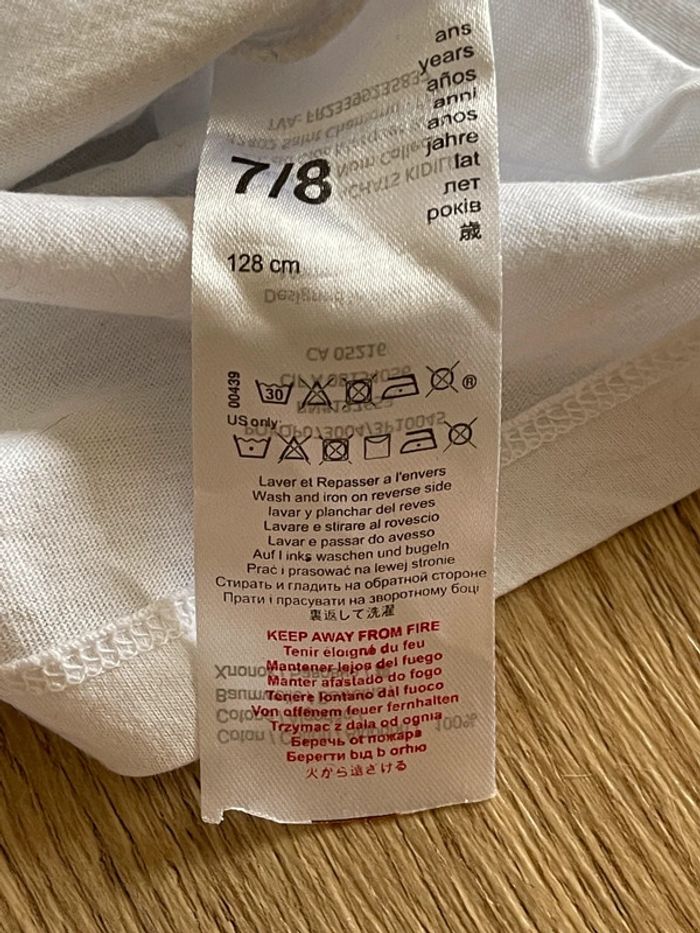 ans
years
años
anni
anos
jahre
lat
лет
років
歳
7/8
128 cm
00439
30
®
US only:
Laver et Repasser a l'envers
Wash and iron on reverse side
lavar y planchar del reves
Lavare e stirare al rovescio
Lavar e passar do avesso
Auf l inks waschen und bugeln
Prać i prasować na lewej stronie
Стирать и гладить на обратной стороне
Прати і прасувати на зворотному боці
裏返して洗濯
KEEP AWAY FROM FIRE
Tenir éloigné du feu
Mantener lejos del fuego
Manter afastado do fogo
Tenere lontano dal fuoco
Von offenem feuer fernhalten
Trzymac z dala od ognia
Беречь от пожара
Берегти від в огню
火から遠ざける
CA 05216
100%